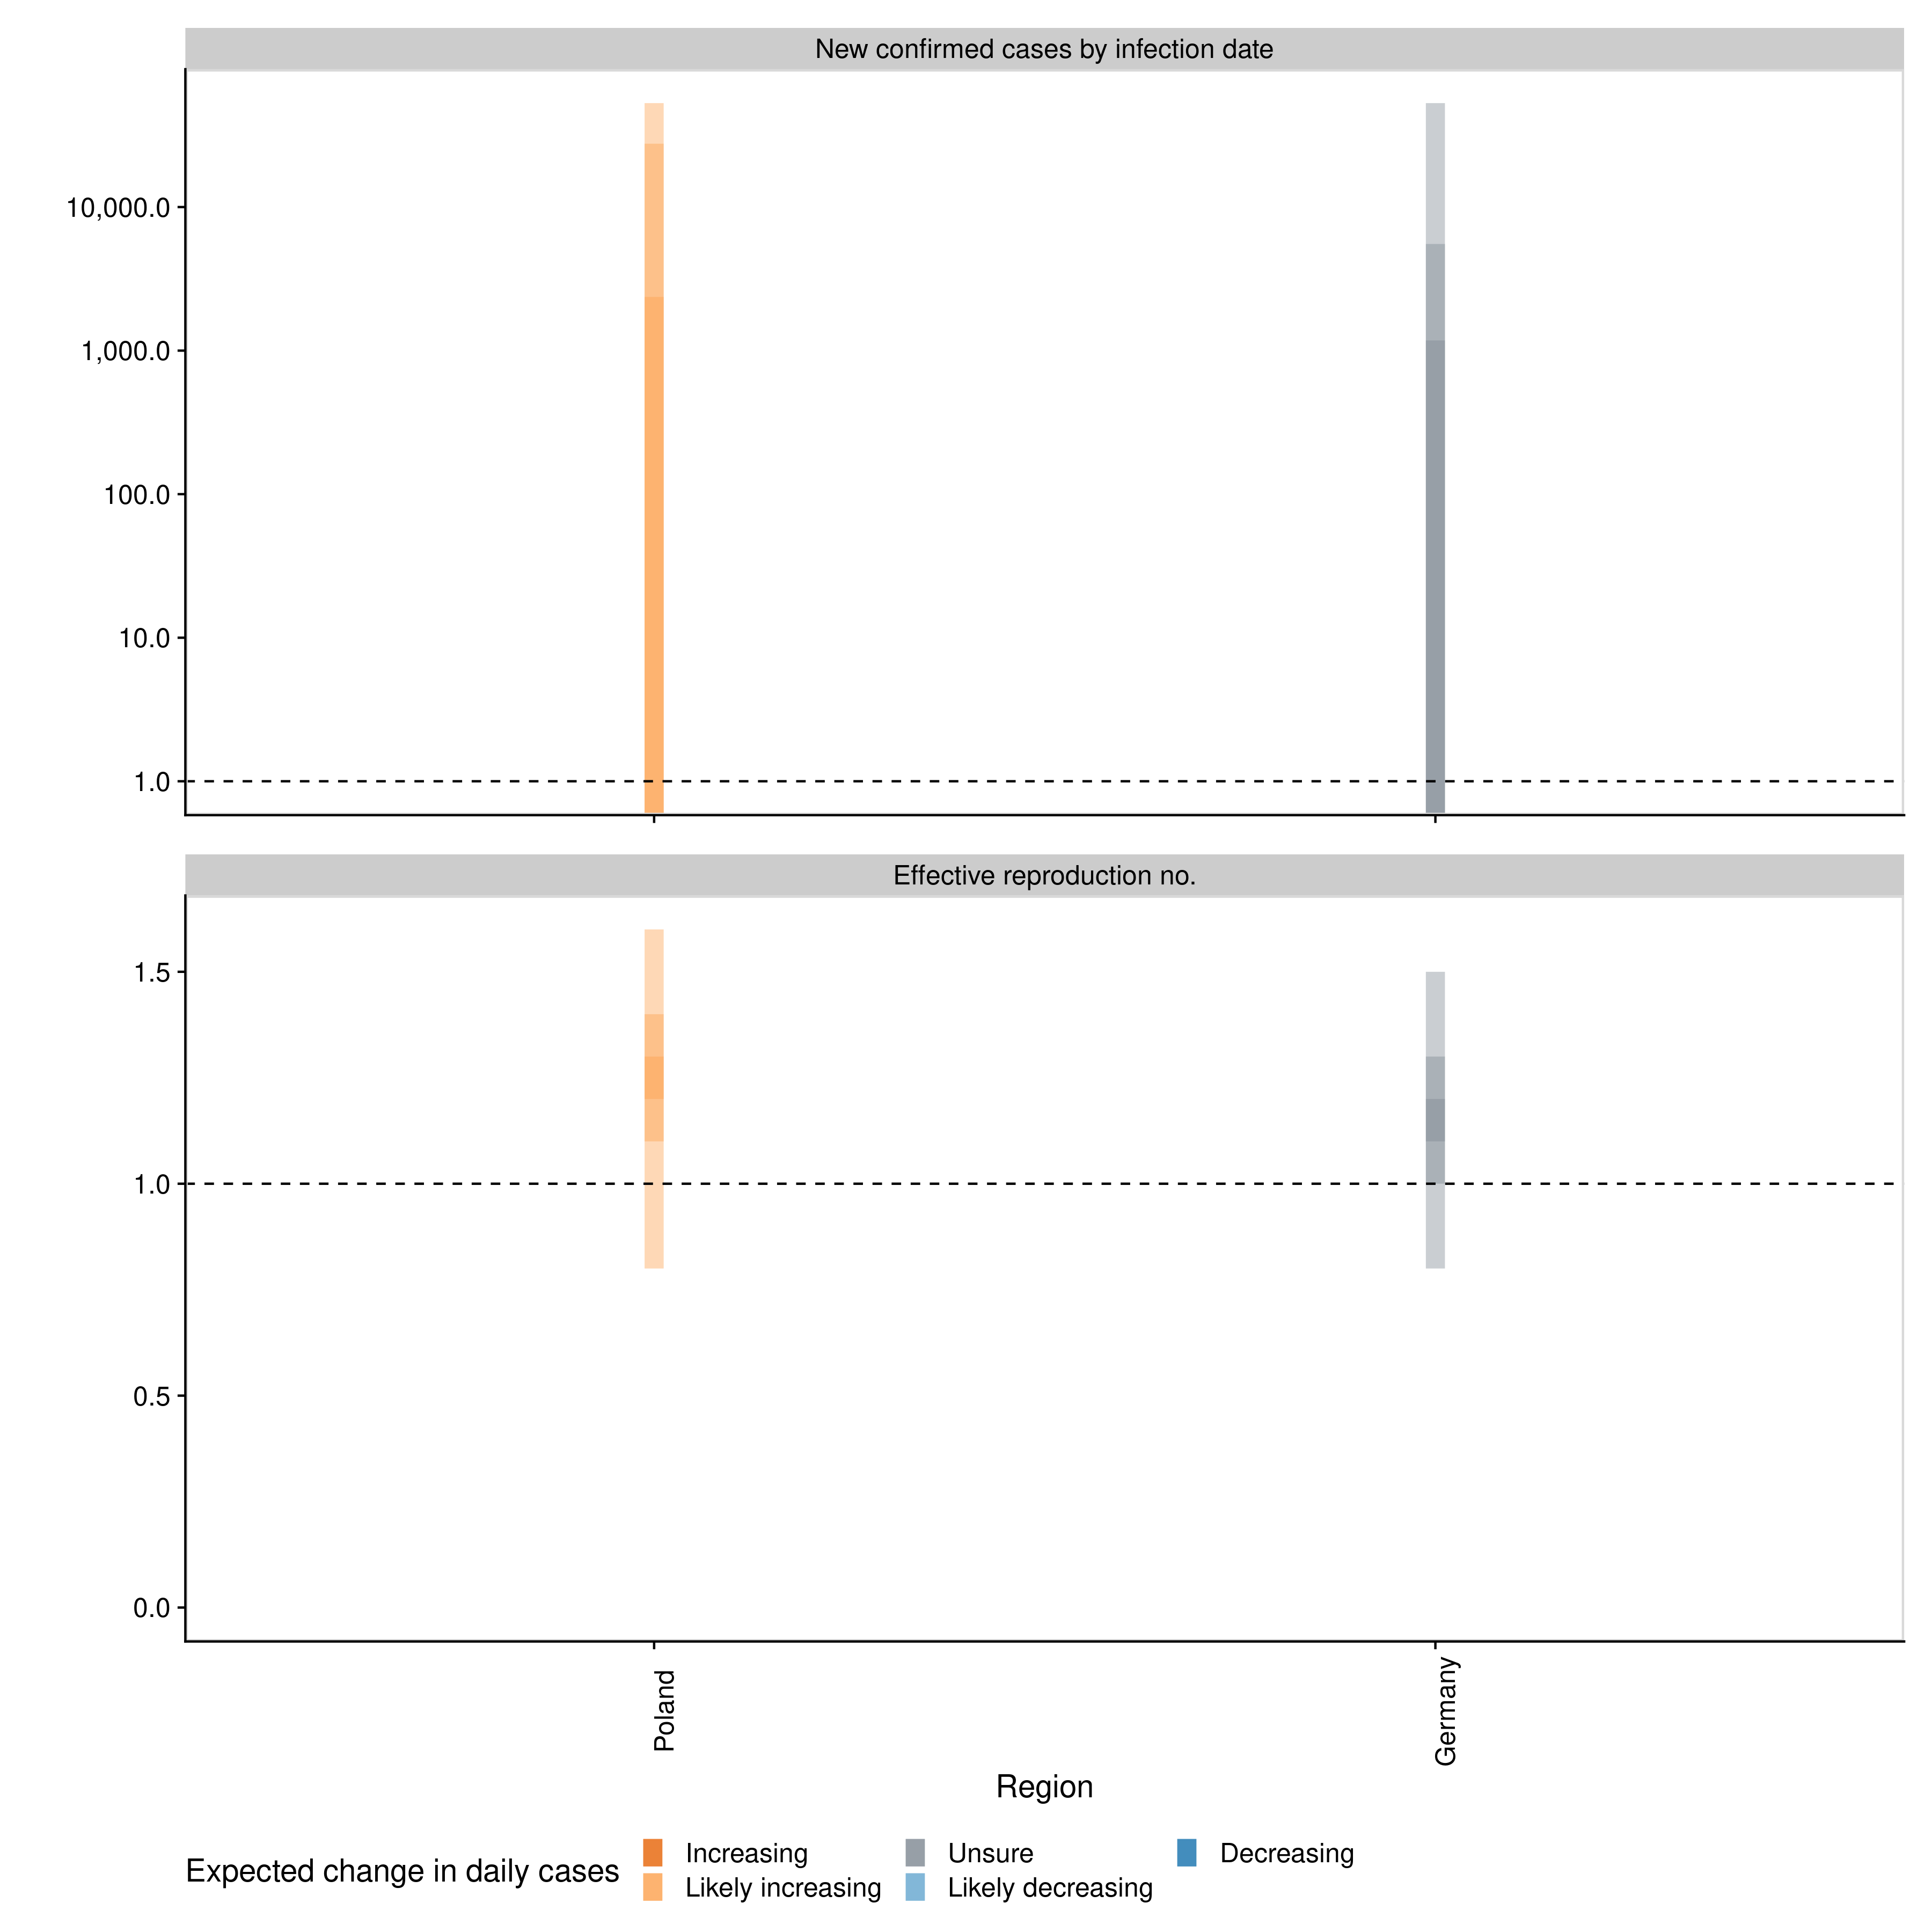 New confirmed cases by infection date
10,000.0
1,000.0
100.0
10.0
1.0
Effective reproduction no.
1.5
1.0
0.5
0.0
Poland
Germany
Region
Expected change in daily cases
Increasing
Unsure
Decreasing
Likely increasing
Likely decreasing